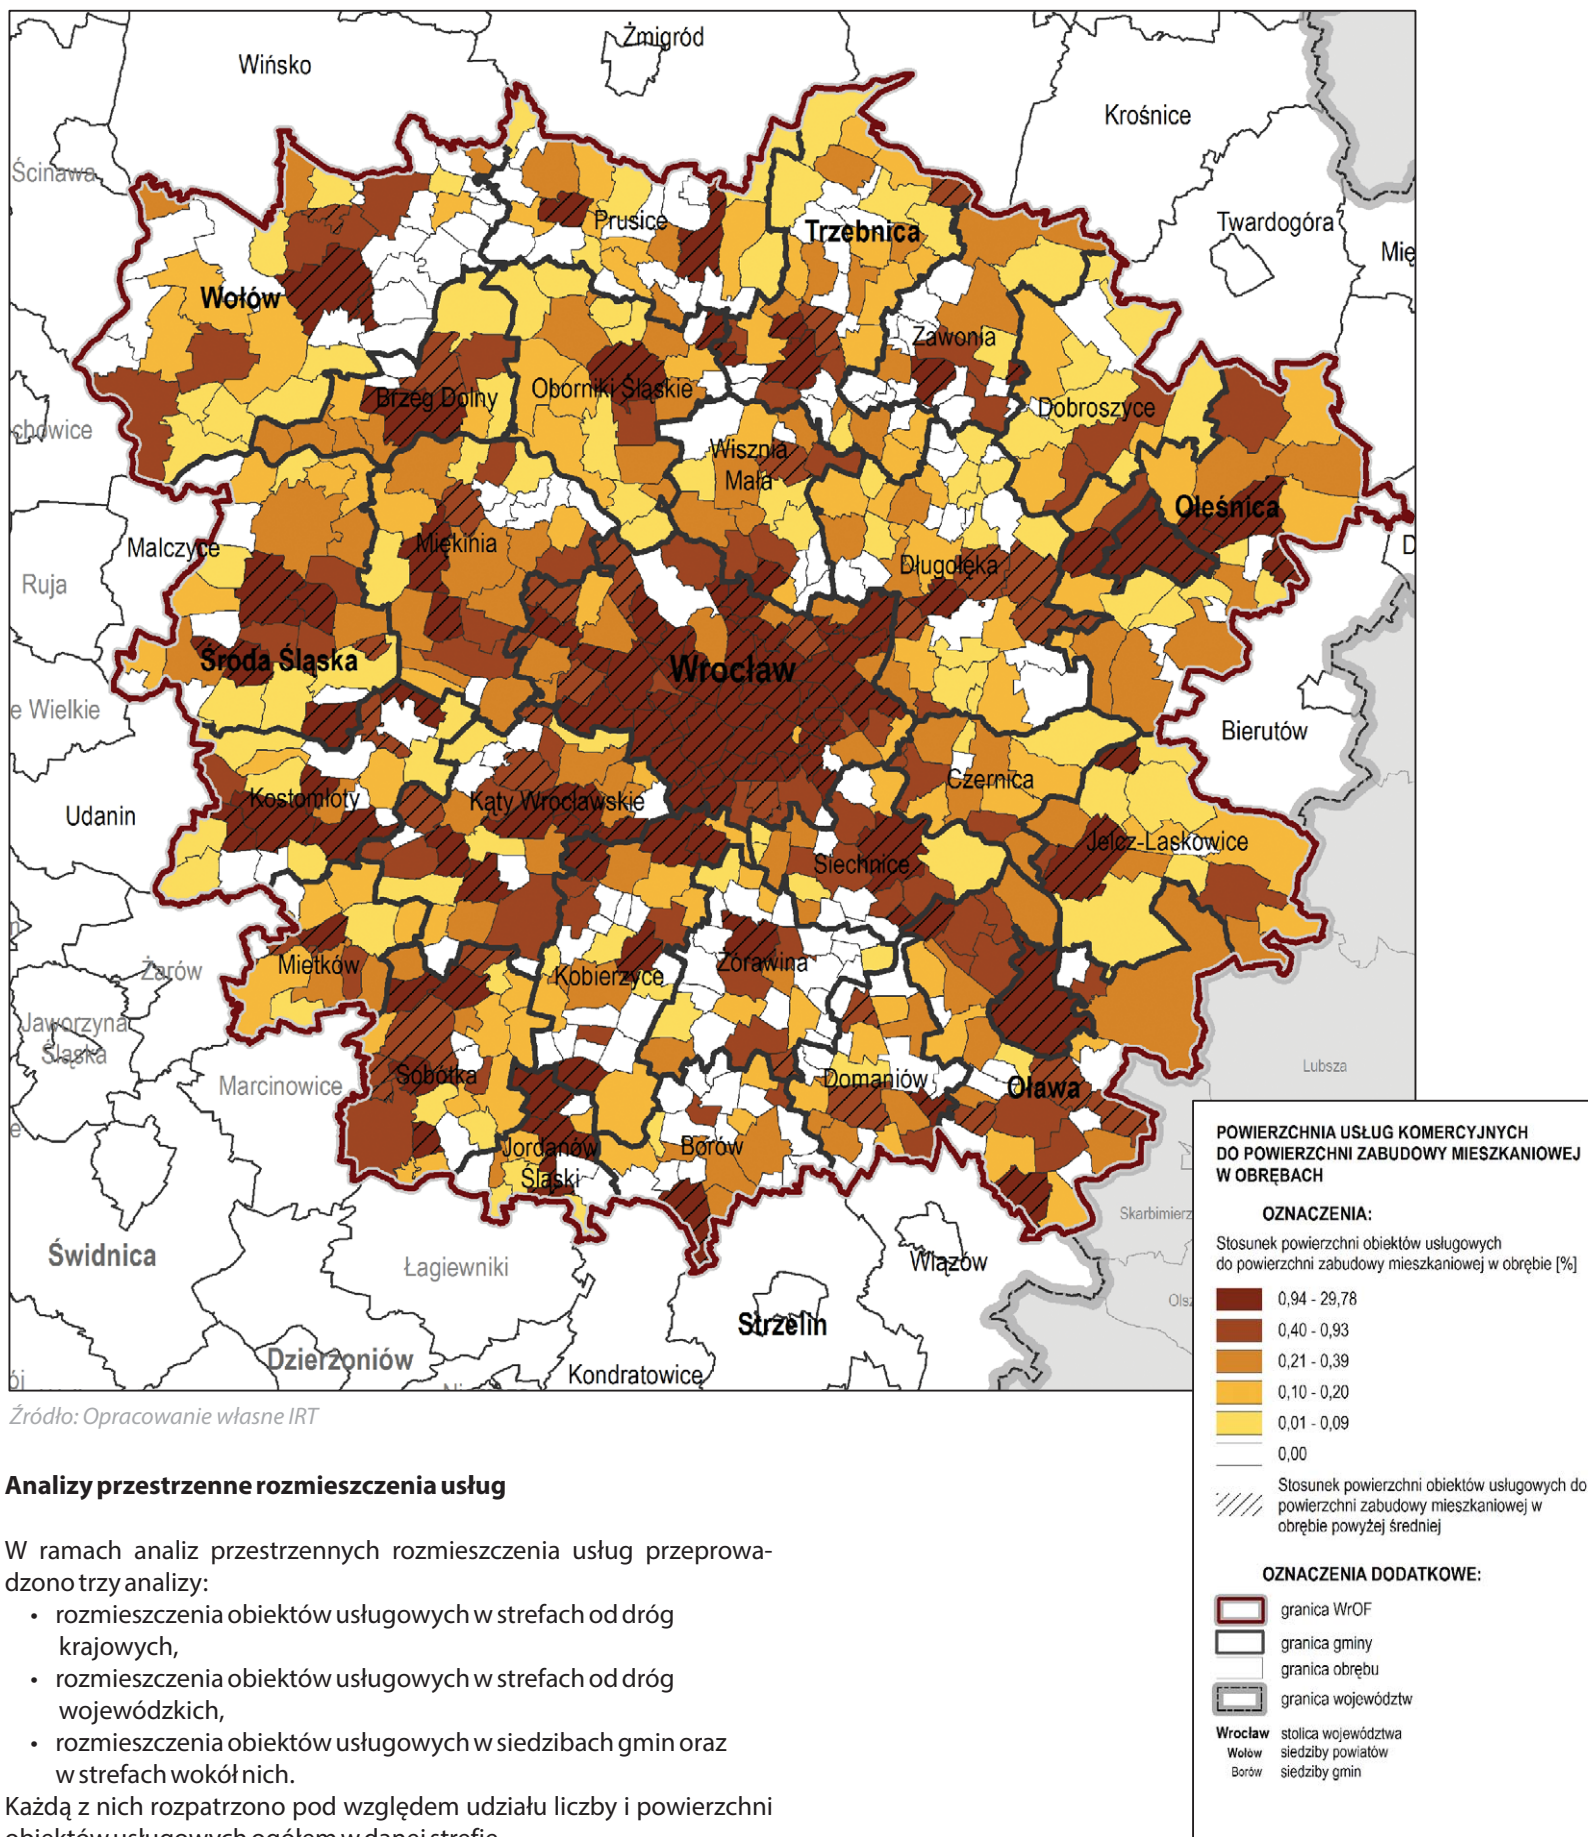 Żmigród
Wińsko
Krośnice
Ścinawa
Twardogóra
Prusice
Trzebnica
Mię
Wołów
Zawonia
Brzeg Dolny
Oborniki Śląskie
Dobroszyce
chowice
Wisznia
Mała
Oleśnica
Malczyce
Miękinia
D
Długołęka
Ruja
Środa Śląska
Wrocław
e Wielkie
Bierutów
Czernica
Udanin
Kostomłoty
Kąty Wrocławskie
Jelcz-Laskowice
Siechnice
Mietków
Żarów
Kobierzyce
Żórawina
Jaworzyna
Śląska
Lubsza
Marcinowice
Sobótka
Domaniów
Oława
e
Jordanów
Śląski
Borów
Skarbimierz
Świdnica
Łagiewniki
Wiązów
Strzelin
Dzierżoniów
Kondratowice
POWIERZCHNIA USŁUG KOMERCYJNYCH
DO POWIERZCHNI ZABUDOWY MIESZKANIOWEJ
W OBRĘBACH
OZNACZENIA:
Stosunek powierzchni obiektów usługowych
do powierzchni zabudowy mieszkaniowej w obrębie [%]
0,94 - 29,78
0,40 - 0,93
0,21 - 0,39
0,10 - 0,20
0,01 - 0,09
0,00
Stosunek powierzchni obiektów usługowych do
powierzchni zabudowy mieszkaniowej w
obrębie powyżej średniej
OZNACZENIA DODATKOWE:
granica WrOF
granica gminy
granica obrębu
granica województw
Wrocław stolica województwa
Wołów siedziby powiatów
Borów siedziby gmin
Źródło: Opracowanie własne IRT
Analizy przestrzenne rozmieszczenia usług
W ramach analiz przestrzennych rozmieszczenia usług przeprowa-
dzono trzy analizy:
• rozmieszczenia obiektów usługowych w strefach od dróg
krajowych,
• rozmieszczenia obiektów usługowych w strefach od dróg
wojewódzkich,
• rozmieszczenia obiektów usługowych w siedzibach gmin oraz
w strefach wokół nich.
Każdą z nich rozpatrzono pod względem udziału liczby i powierzchni
obiektów usługowych ogółem w danej strefie.